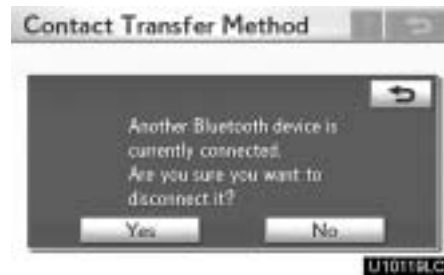 Contact Transfer Method
Another Bluetooth device is
currently connected.
Are you sure you want to
disconnect it?
Yes No
U1011BLC